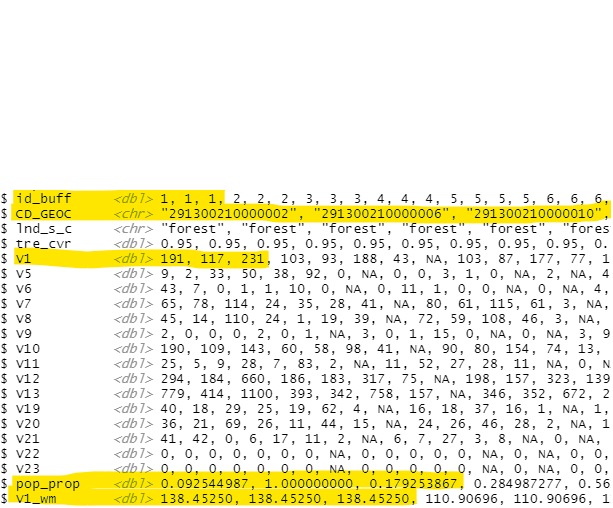 $ id_buff <dbl> 1, 1, 1, 2, 2, 2, 3, 3, 3, 4, 4, 4, 5, 5, 5, 5, 6, 6, 6,
$ CD_GEOC <chr> "291300210000002", "291300210000006", "291300210000010",
$ lnd_s_c <chr> "forest", "forest", "forest", "forest", "forest", "fores
$ tre_cvr <dbl> 0.95, 0.95, 0.95, 0.95, 0.95, 0.95, 0.95, 0.95, 0.95, 0.
$ V1 <dbl> 191, 117, 231, 103, 93, 188, 43, NA, 103, 87, 177, 77, 1
$ V5 <dbl> 9, 2, 33, 50, 38, 92, 0, NA, 0, 0, 3, 1, 0, NA, 2, NA, 4
$ V6 <dbl> 43, 7, 0, 1, 1, 10, 0, NA, 0, 11, 1, 0, 0, NA, 0, NA, 4,
$ V7 <dbl> 65, 78, 114, 24, 35, 28, 41, NA, 80, 61, 115, 61, 3, NA,
$ V8 <dbl> 45, 14, 110, 24, 1, 19, 39, NA, 72, 59, 108, 46, 3, NA,
$ V9 <dbl> 2, 0, 0, 0, 2, 0, 1, NA, 3, 0, 1, 15, 0, NA, 0, NA, 3, 9
$ V10 <dbl> 190, 109, 143, 60, 58, 98, 41, NA, 90, 80, 154, 74, 13,
$ V11 <dbl> 25, 5, 9, 28, 7, 83, 2, NA, 11, 52, 27, 28, 11, NA, 0, N
$ V12 <dbl> 294, 184, 660, 186, 183, 317, 75, NA, 198, 157, 323, 139
$ V13 <dbl> 779, 414, 1100, 393, 342, 758, 157, NA, 346, 352, 672, 2
$ V19 <dbl> 40, 18, 29, 25, 19, 62, 4, NA, 16, 18, 37, 16, 1, NA, 1,
$ V20 <dbl> 36, 21, 69, 26, 11, 44, 15, NA, 24, 26, 46, 28, 2, NA, 1
$ V21 <dbl> 41, 42, 0, 6, 17, 11, 2, NA, 6, 7, 27, 3, 8, NA, 0, NA,
$ V22 <dbl> 0, 0, 0, 0, 0, 0, 0, NA, 0, 0, 0, 0, 0, NA, 0, NA, 0, 0,
$ V23 <dbl> 0, 0, 0, 0, 0, 0, 0, NA, 0, 0, 0, 0, 0, NA, 0, NA, 0, 0,
$ pop_prop <dbl> 0.092544987, 1.000000000, 0.179253867, 0.284987277, 0.56
$ V1_wm <dbl> 138.45250, 138.45250, 138.45250, 110.90696, 110.90696, 1